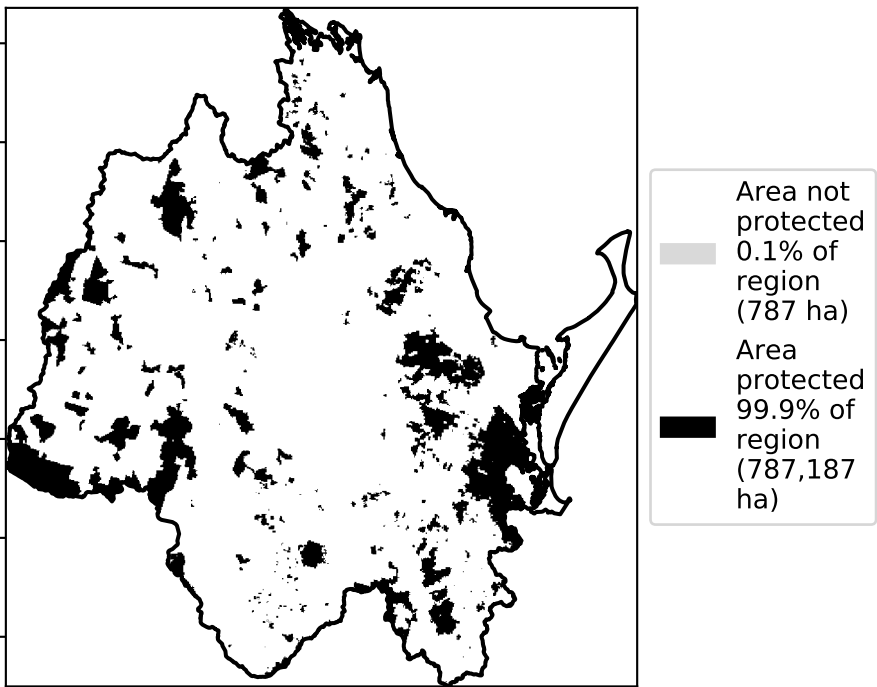 Area not
protected
0.1% of
region
(787 ha)
Area
protected
99.9% of
region
(787,187
ha)